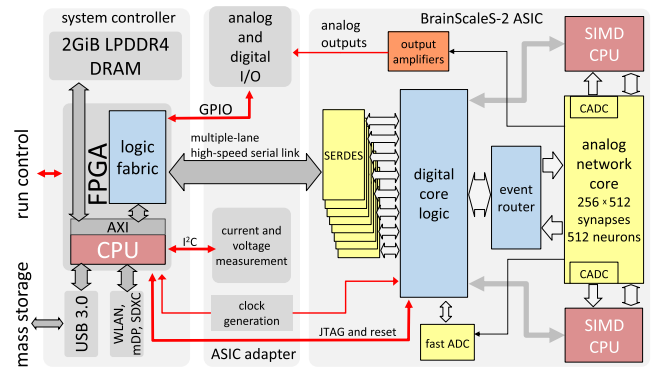 system controller
2GiB LPDDR4
DRAM
FPGA
logic
fabric
AXI
CPU
USB 3.0
WLAN,
mDP, SDXC
run control
mass storage
analog
and
digital
I/O
GPIO
multiple-lane
high-speed serial link
I²C
current and
voltage
measurement
clock
generation
JTAG and reset
ASIC adapter
analog
outputs
BrainScaleS-2 ASIC
output
amplifiers
SERDES
digital
core
logic
event
router
fast ADC
SIMD
CPU
CADC
analog
network
core
256 × 512
synapses
512 neurons
CADC
SIMD
CPU